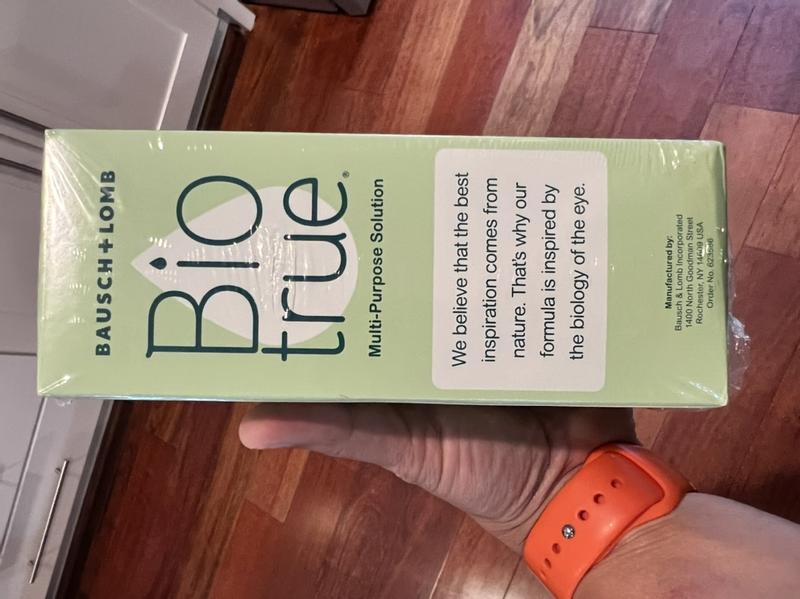 BAUSCH + LOMB
Bio
true®
Multi-Purpose Solution
We believe that the best
inspiration comes from
nature. That's why our
formula is inspired by
the biology of the eye.
Manufactured by:
Bausch & Lomb Incorporated
1400 North Goodman Street
Rochester, NY 14609 USA
Order No.